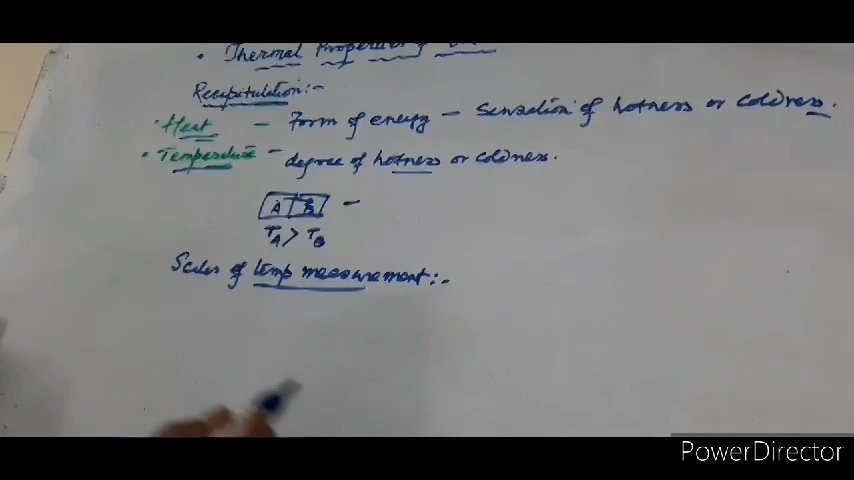 • Thermal Properties of
Recapitulation:-
• Heat - Form of energy - Sensation of hotness or coldness.
• Temperature - degree of hotness or coldness.
A B -
TA > TB
Scales of temp measurement:-
PowerDirector